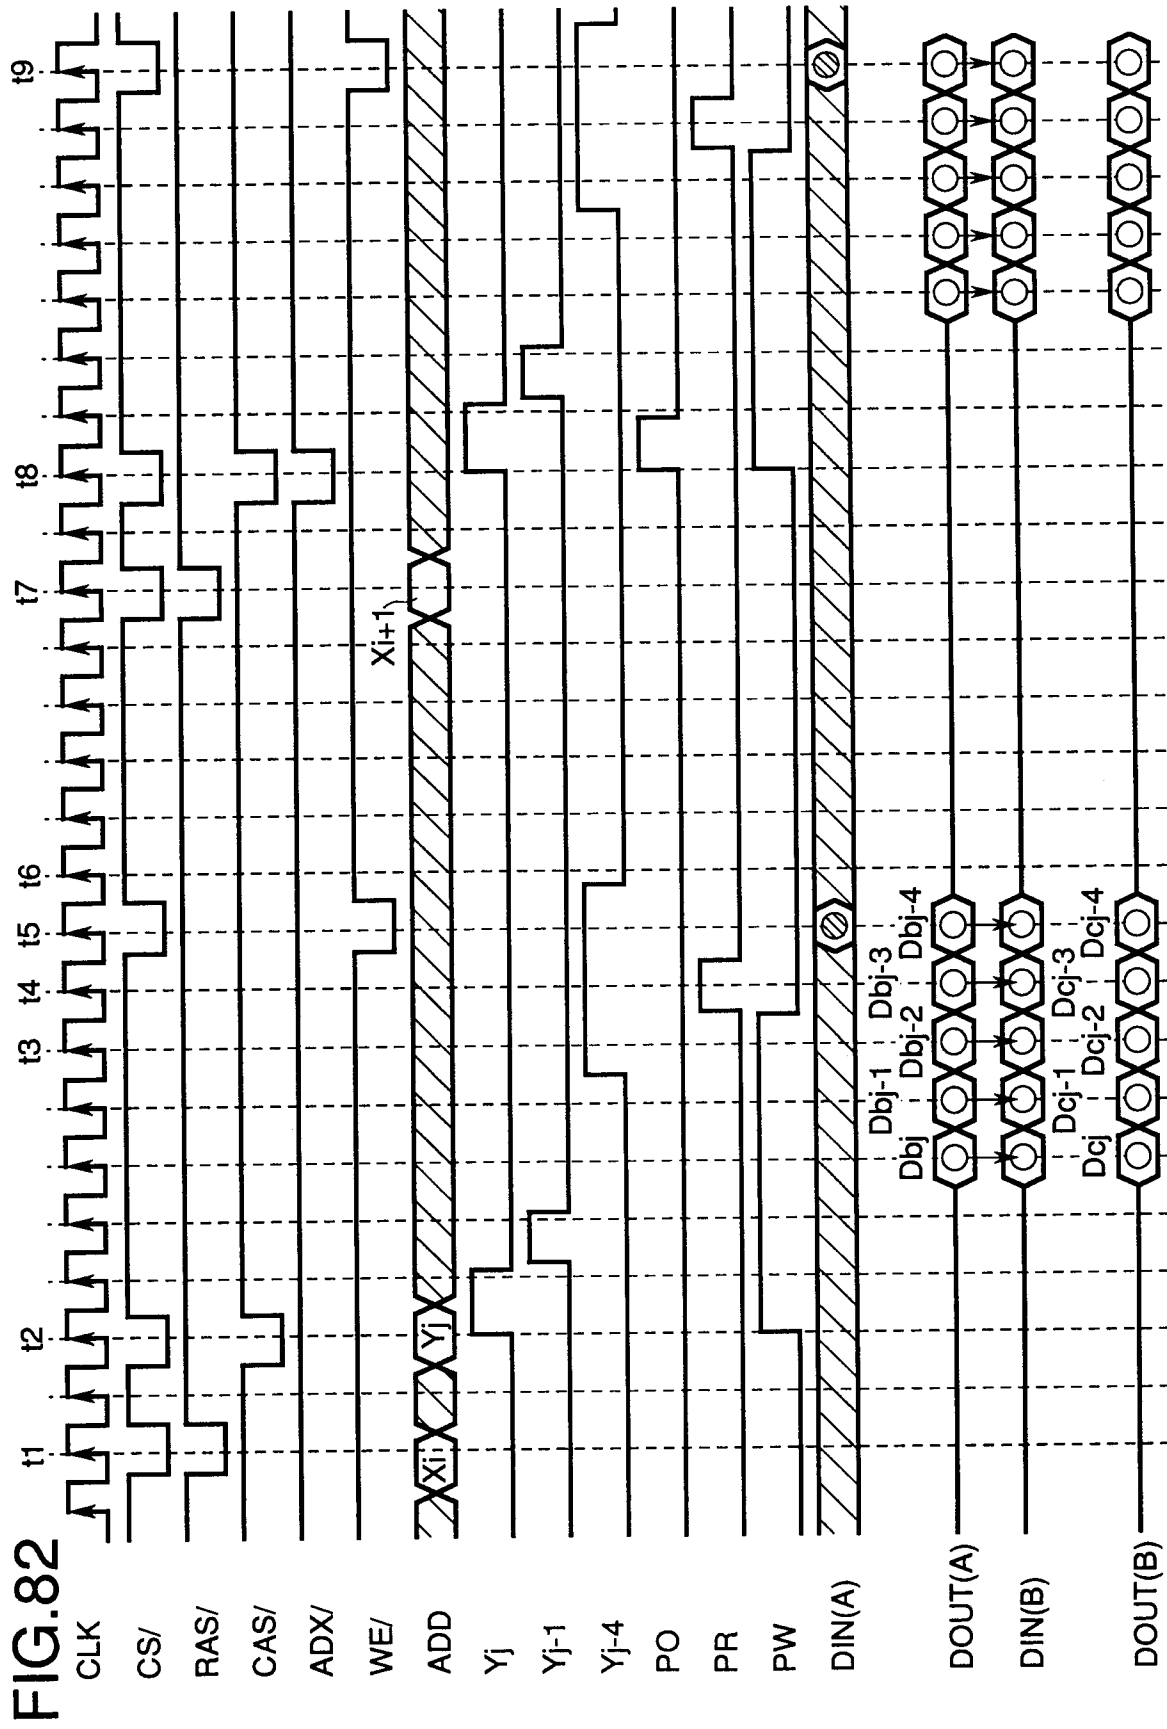 FIG.82
t1 t2 t3 t4 t5 t6 t7 t8 t9
CLK
CS/
RAS/
CAS/
ADX/
WE/
Xi+1
ADD Xi Yj
Yj
Yj-1
Yj-4
PO
PR
PW
DIN(A)
Dbj-1 Dbj-3
Dbj Dbj-2 Dbj-4
DOUT(A)
DIN(B)
Dcj-1 Dcj-3
Dcj Dcj-2 Dcj-4
DOUT(B)